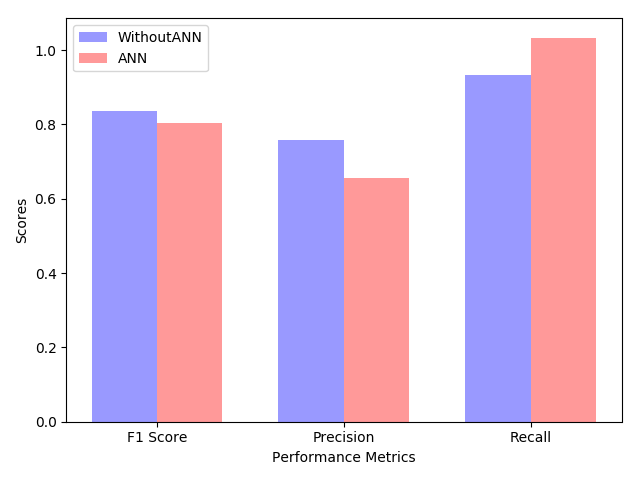 WithoutANN
ANN
1.0
0.8
0.6
0.4
0.2
0.0
Scores
F1 Score
Precision
Recall
Performance Metrics